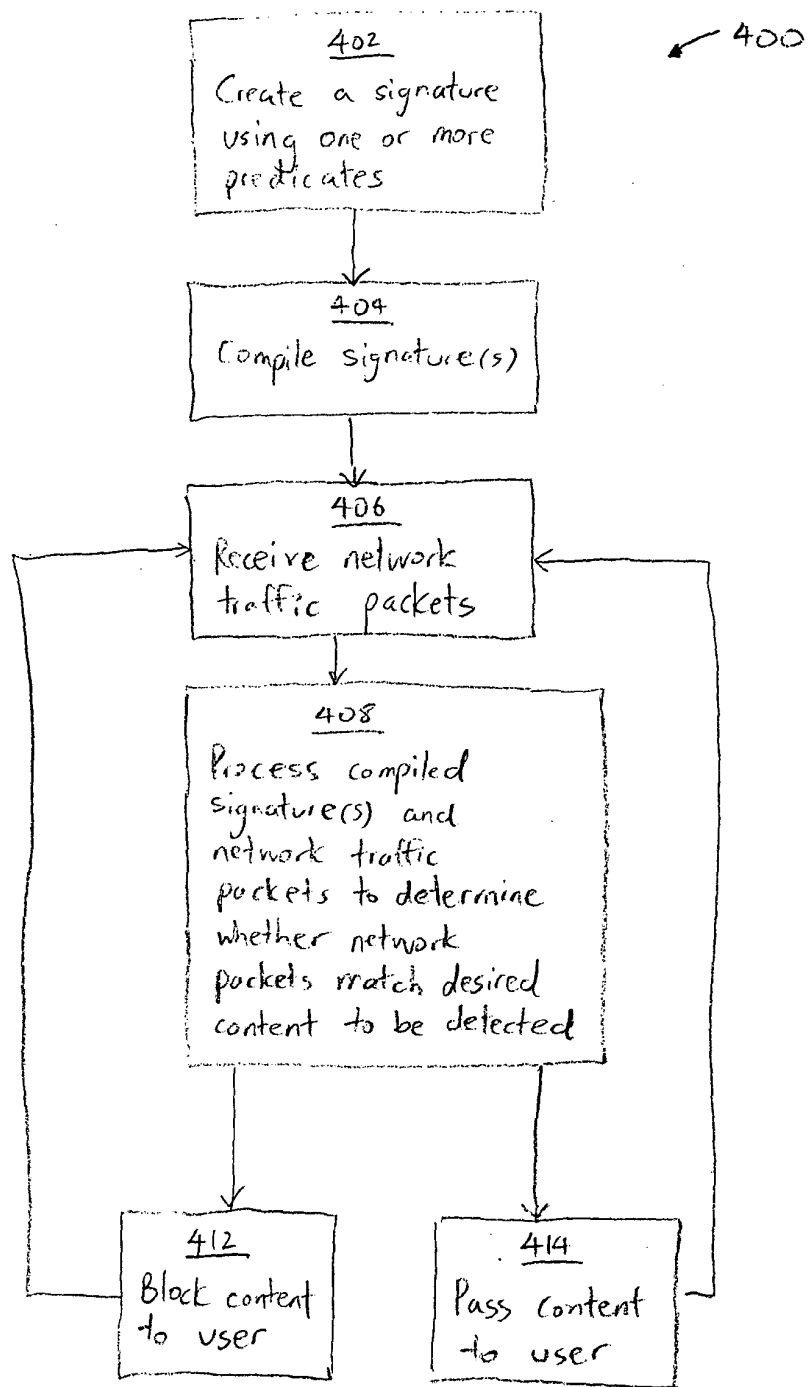 400
402
Create a signature
using one or more
predicates
404
Compile signature(s)
406
Receive network
traffic packets
408
Process compiled
signature(s) and
network traffic
packets to determine
whether network
packets match desired
content to be detected
412
Block content
to user
414
Pass content
to user